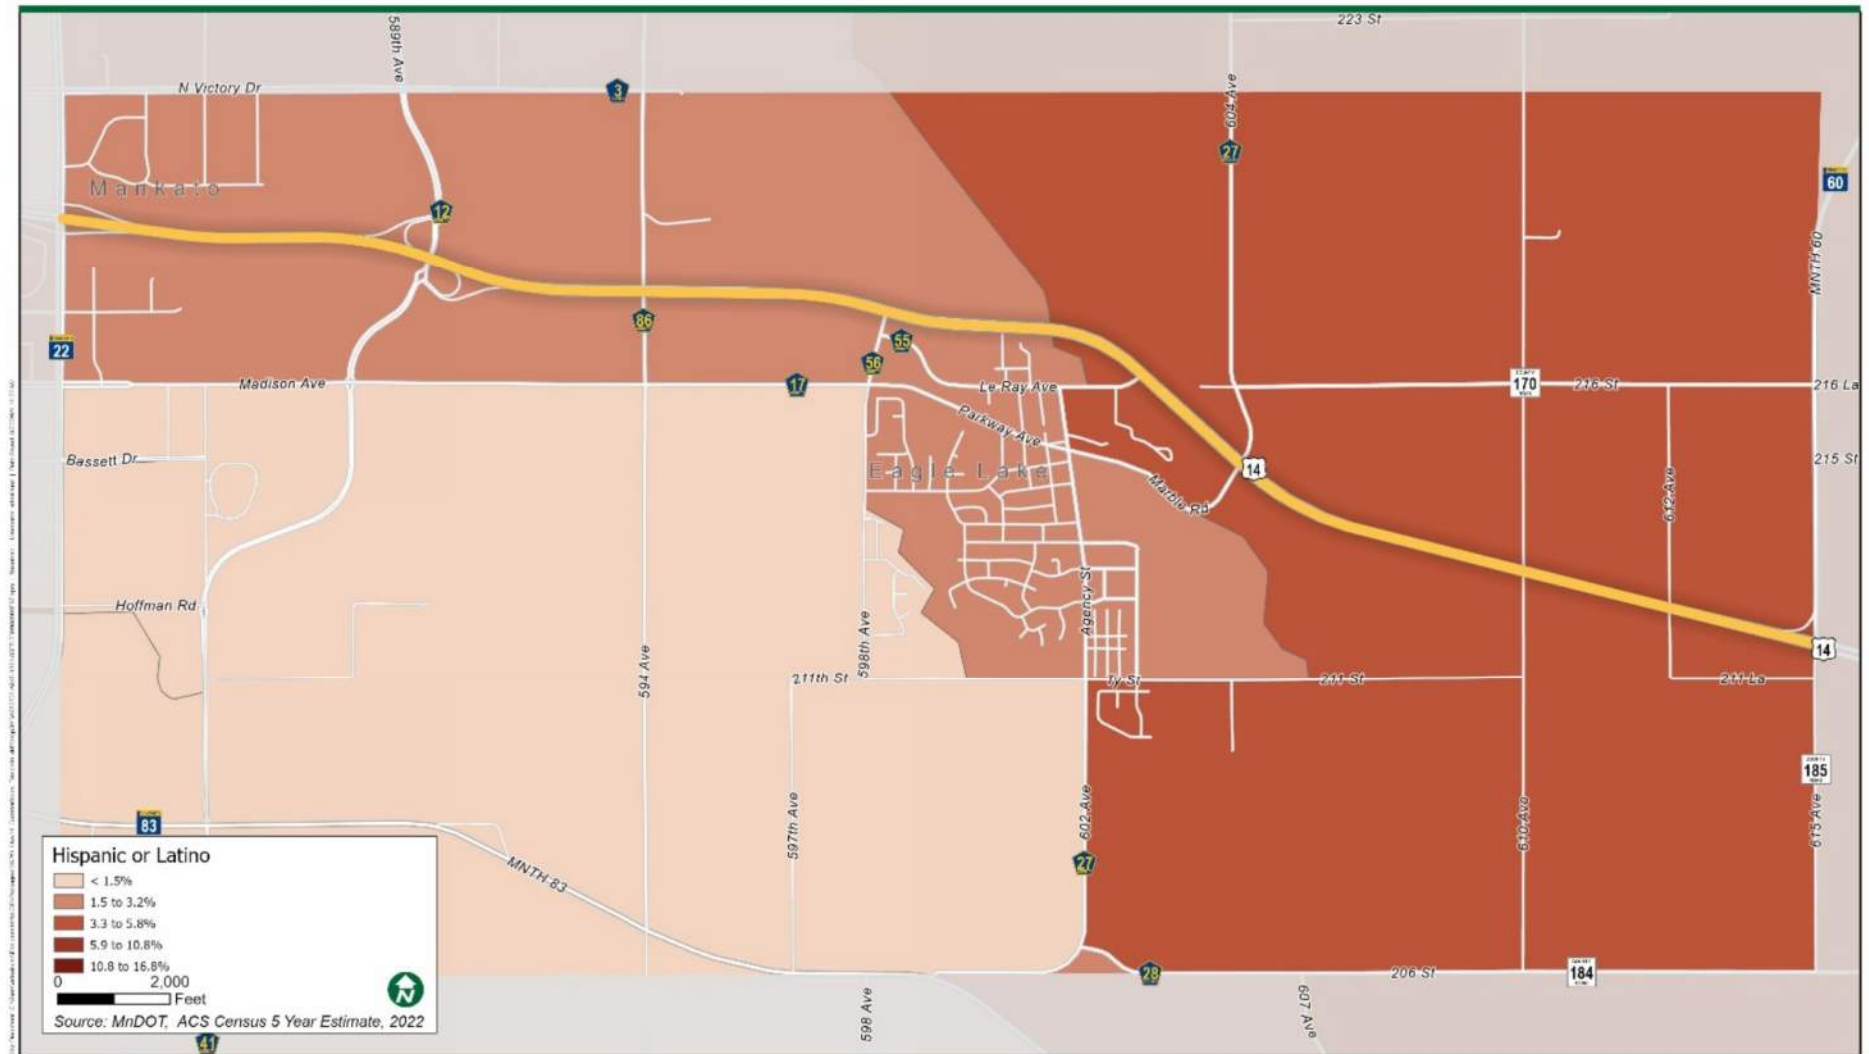 223 St
589th Ave
N Victory Dr
3
604 Ave
27
60
Mankato
12
MNTH 60
86
55
22
56
Madison Ave
17
Le Ray Ave
170
216 St
216 La
Parkway Ave
Bassett Dr
Eagle Lake
14
215 St
Marble Rd
612 Ave
Hoffman Rd
Agency St
598th Ave
594 Ave
14
211th St
Ty St
211 St
211 La
185
83
597th Ave
602 Ave
610 Ave
615 Ave
MNTH 83
27
28
206 St
184
598 Ave
607 Ave
41
Hispanic or Latino
< 1.5%
1.5 to 3.2%
3.3 to 5.8%
5.9 to 10.8%
10.8 to 16.8%
0 2,000
Feet
N
Source: MnDOT, ACS Census 5 Year Estimate, 2022